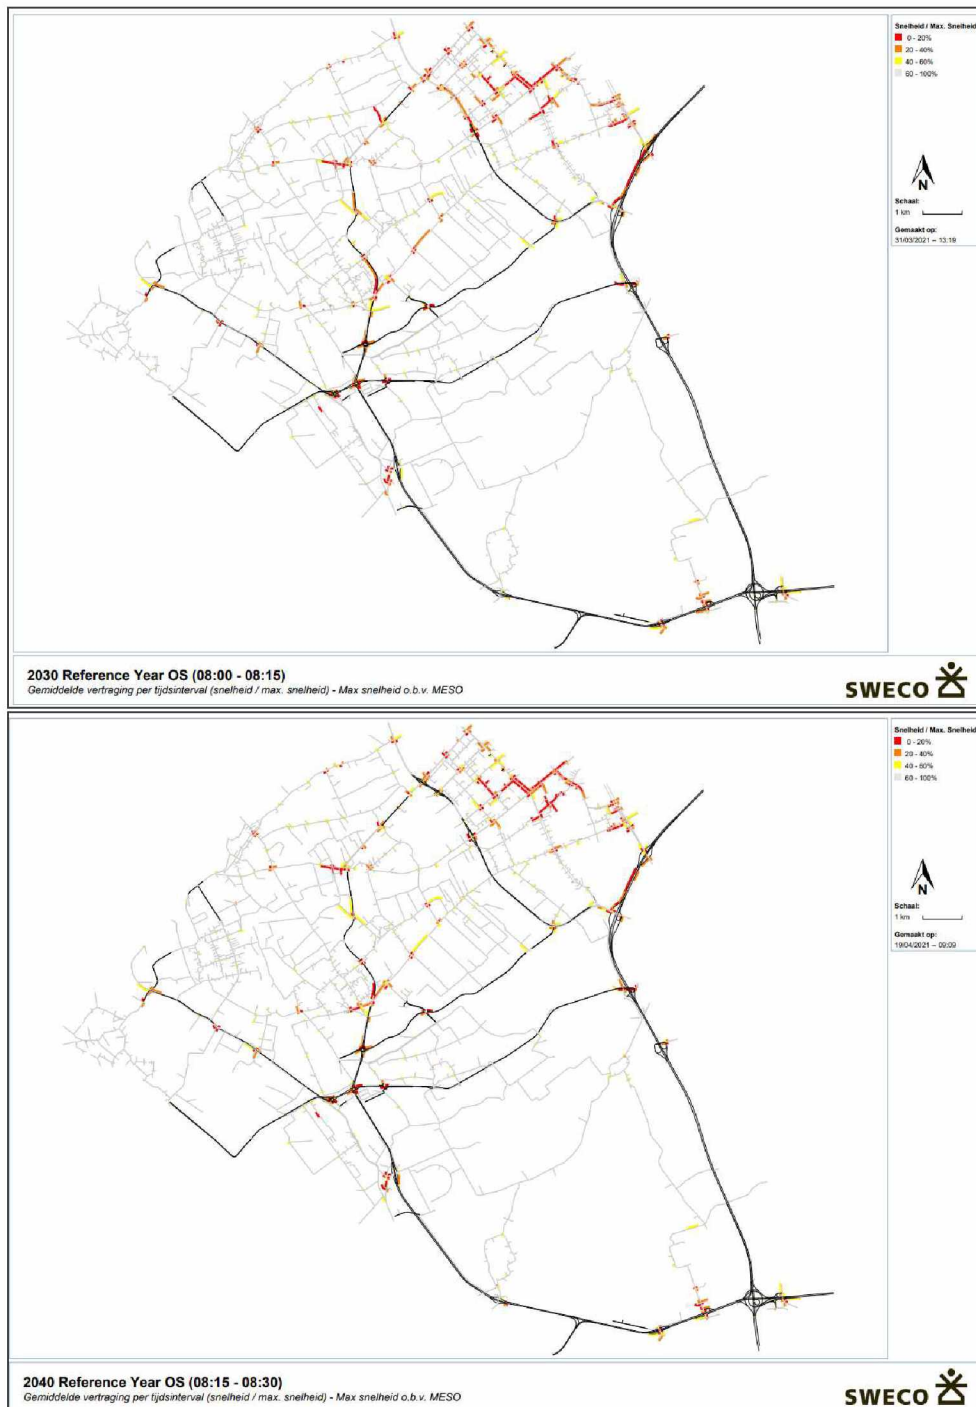 Snelheid / Max. Snelheid
0 - 20%
20 - 40%
40 - 60%
60 - 100%
N
Schaal:
1 km
Gemaakt op:
31/03/2021 – 13:19
2030 Reference Year OS (08:00 - 08:15)
Gemiddelde vertraging per tijdsinterval (snelheid / max. snelheid) - Max snelheid o.b.v. MESO
SWECO
Snelheid / Max. Snelheid
0 - 20%
20 - 40%
40 - 60%
60 - 100%
N
Schaal:
1 km
Gemaakt op:
19/04/2021 – 09:09
2040 Reference Year OS (08:15 - 08:30)
Gemiddelde vertraging per tijdsinterval (snelheid / max. snelheid) - Max snelheid o.b.v. MESO
SWECO